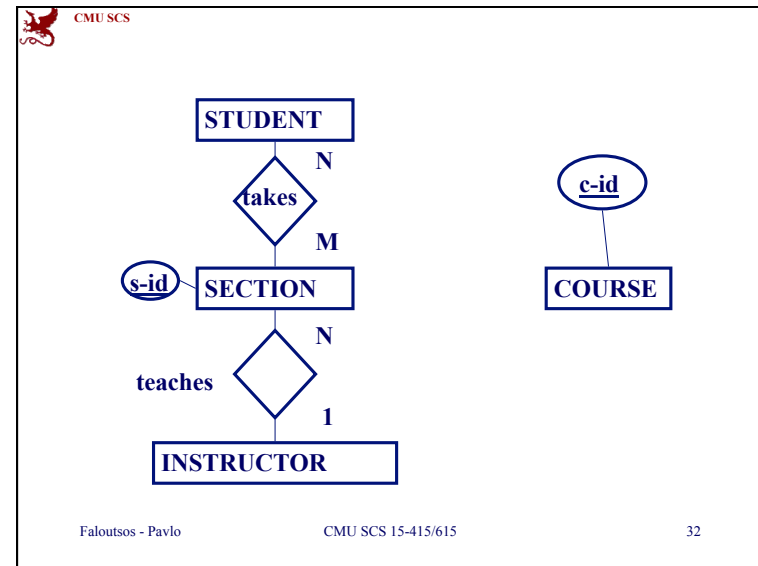 CMU SCS
STUDENT
N
takes
c-id
M
s-id
SECTION
COURSE
N
teaches
1
INSTRUCTOR
Faloutsos - Pavlo
CMU SCS 15-415/615
32